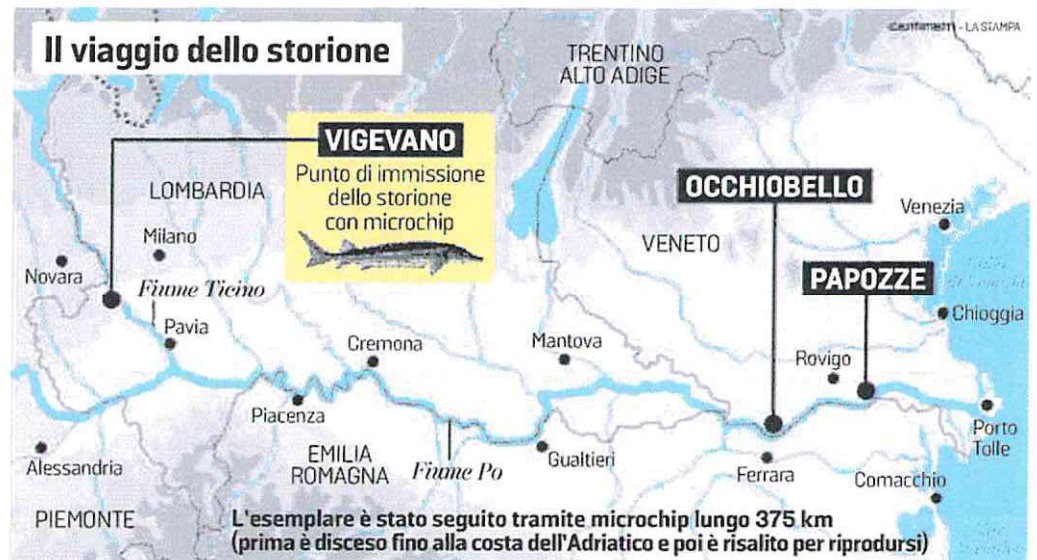 Il viaggio dello storione
centimetri - LA STAMPA
TRENTINO
ALTO ADIGE
VIGEVANO
Punto di immissione
dello storione
con microchip
LOMBARDIA
OCCHIOBELLO
Venezia
Milano
VENETO
Novara
PAPOZZE
Fiume Ticino
Chioggia
Pavia
Cremona
Mantova
Rovigo
Piacenza
Porto
Tolle
EMILIA
ROMAGNA
Fiume Po
Gualtieri
Ferrara
Alessandria
Comacchio
PIEMONTE
L'esemplare è stato seguito tramite microchip lungo 375 km
(prima è disceso fino alla costa dell'Adriatico e poi è risalito per riprodursi)